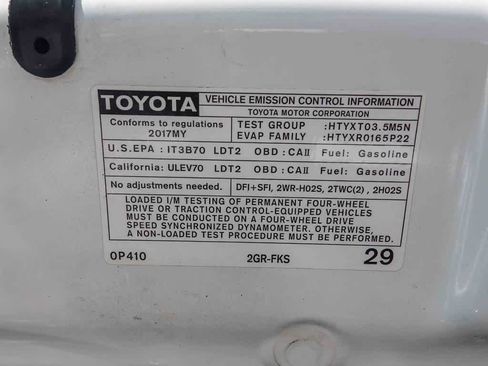 TOYOTA VEHICLE EMISSION CONTROL INFORMATION
TOYOTA MOTOR CORPORATION
Conforms to regulations
2017MY
TEST GROUP :HTYXT03.5M5N
EVAP FAMILY :HTYXR0165P22
U.S.EPA : IT3B70 LDT2 OBD : CAII Fuel: Gasoline
California: ULEV70 LDT2 OBD : CAII Fuel: Gasoline
No adjustments needed. DFI+SFI, 2WR-HO2S, 2TWC(2), 2HO2S
LOADED I/M TESTING OF PERMANENT FOUR-WHEEL
DRIVE OR TRACTION CONTROL-EQUIPPED VEHICLES
MUST BE CONDUCTED ON A FOUR-WHEEL DRIVE
SPEED SYNCHRONIZED DYNAMOMETER. OTHERWISE,
A NON-LOADED TEST PROCEDURE MUST BE PERFORMED.
0P410 2GR-FKS 29